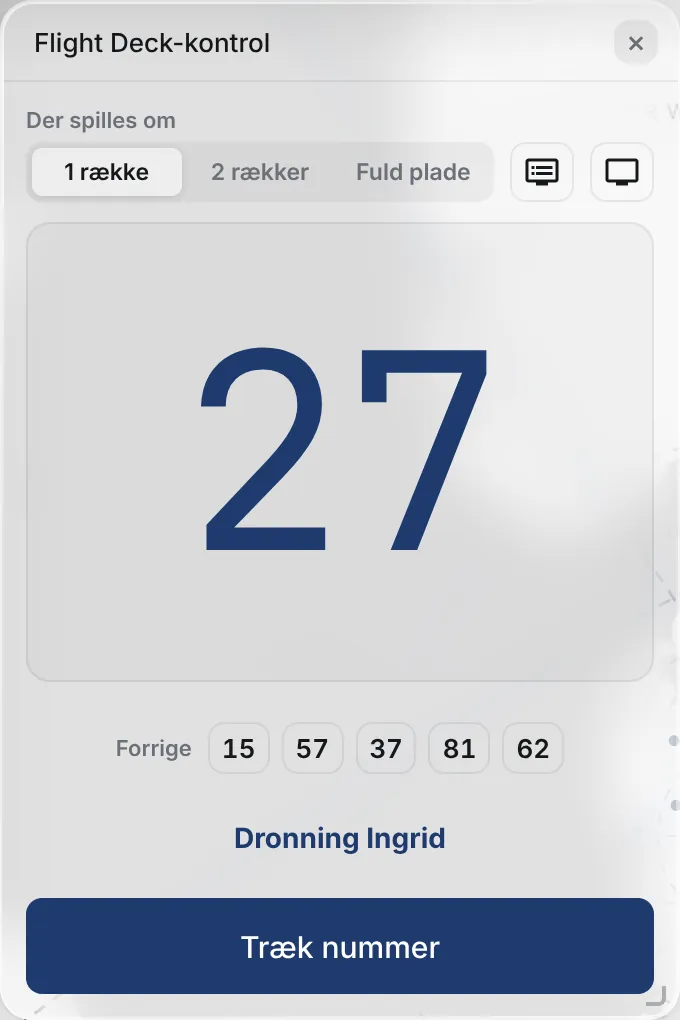 Flight Deck-kontrol
Der spilles om
1 række 2 rækker Fuld plade
27
Forrige 15 57 37 81 62
Dronning Ingrid
Træk nummer